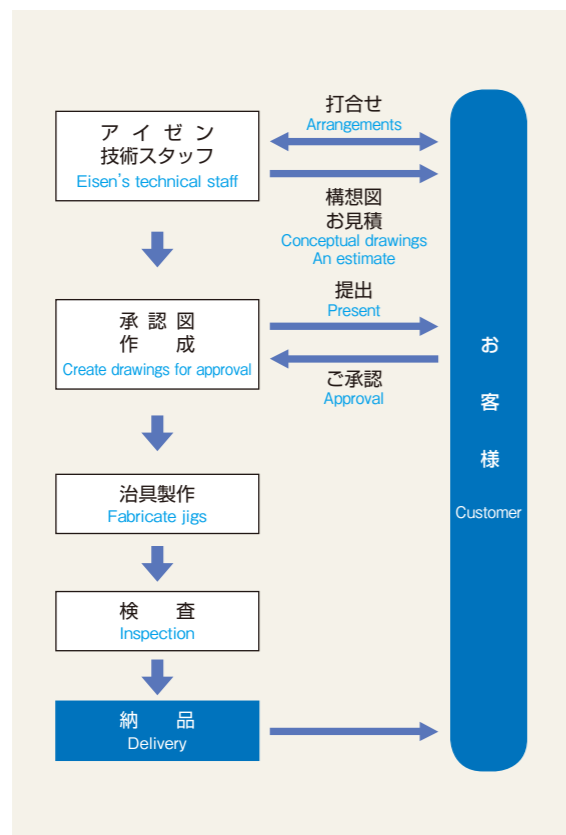 アイゼン
技術スタッフ
Eisen's technical staff
打合せ
Arrangements
構想図
お見積
Conceptual drawings
An estimate
承認図
作成
Create drawings for approval
提出
Present
ご承認
Approval
治具製作
Fabricate jigs
検査
Inspection
納品
Delivery
お客様
Customer